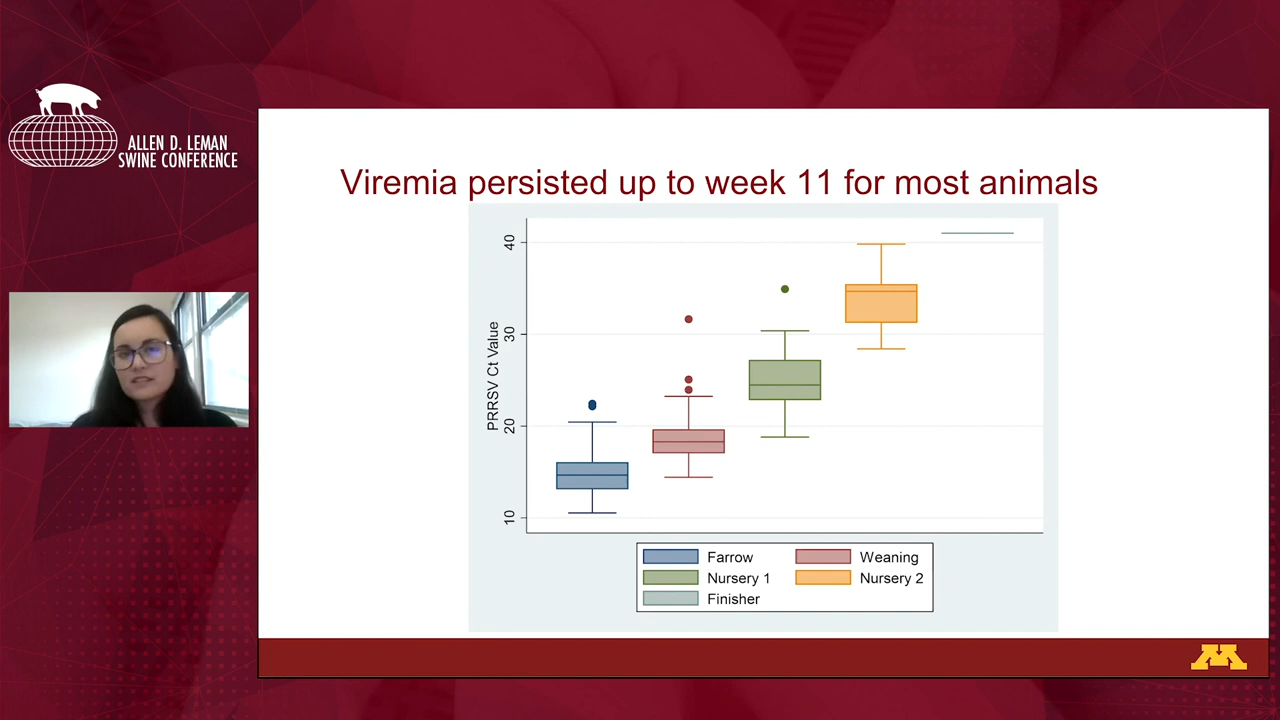 ALLEN D. LEMAN
SWINE CONFERENCE
Viremia persisted up to week 11 for most animals
PRRSV Ct Value
40
30
20
10
Farrow
Weaning
Nursery 1
Nursery 2
Finisher
M